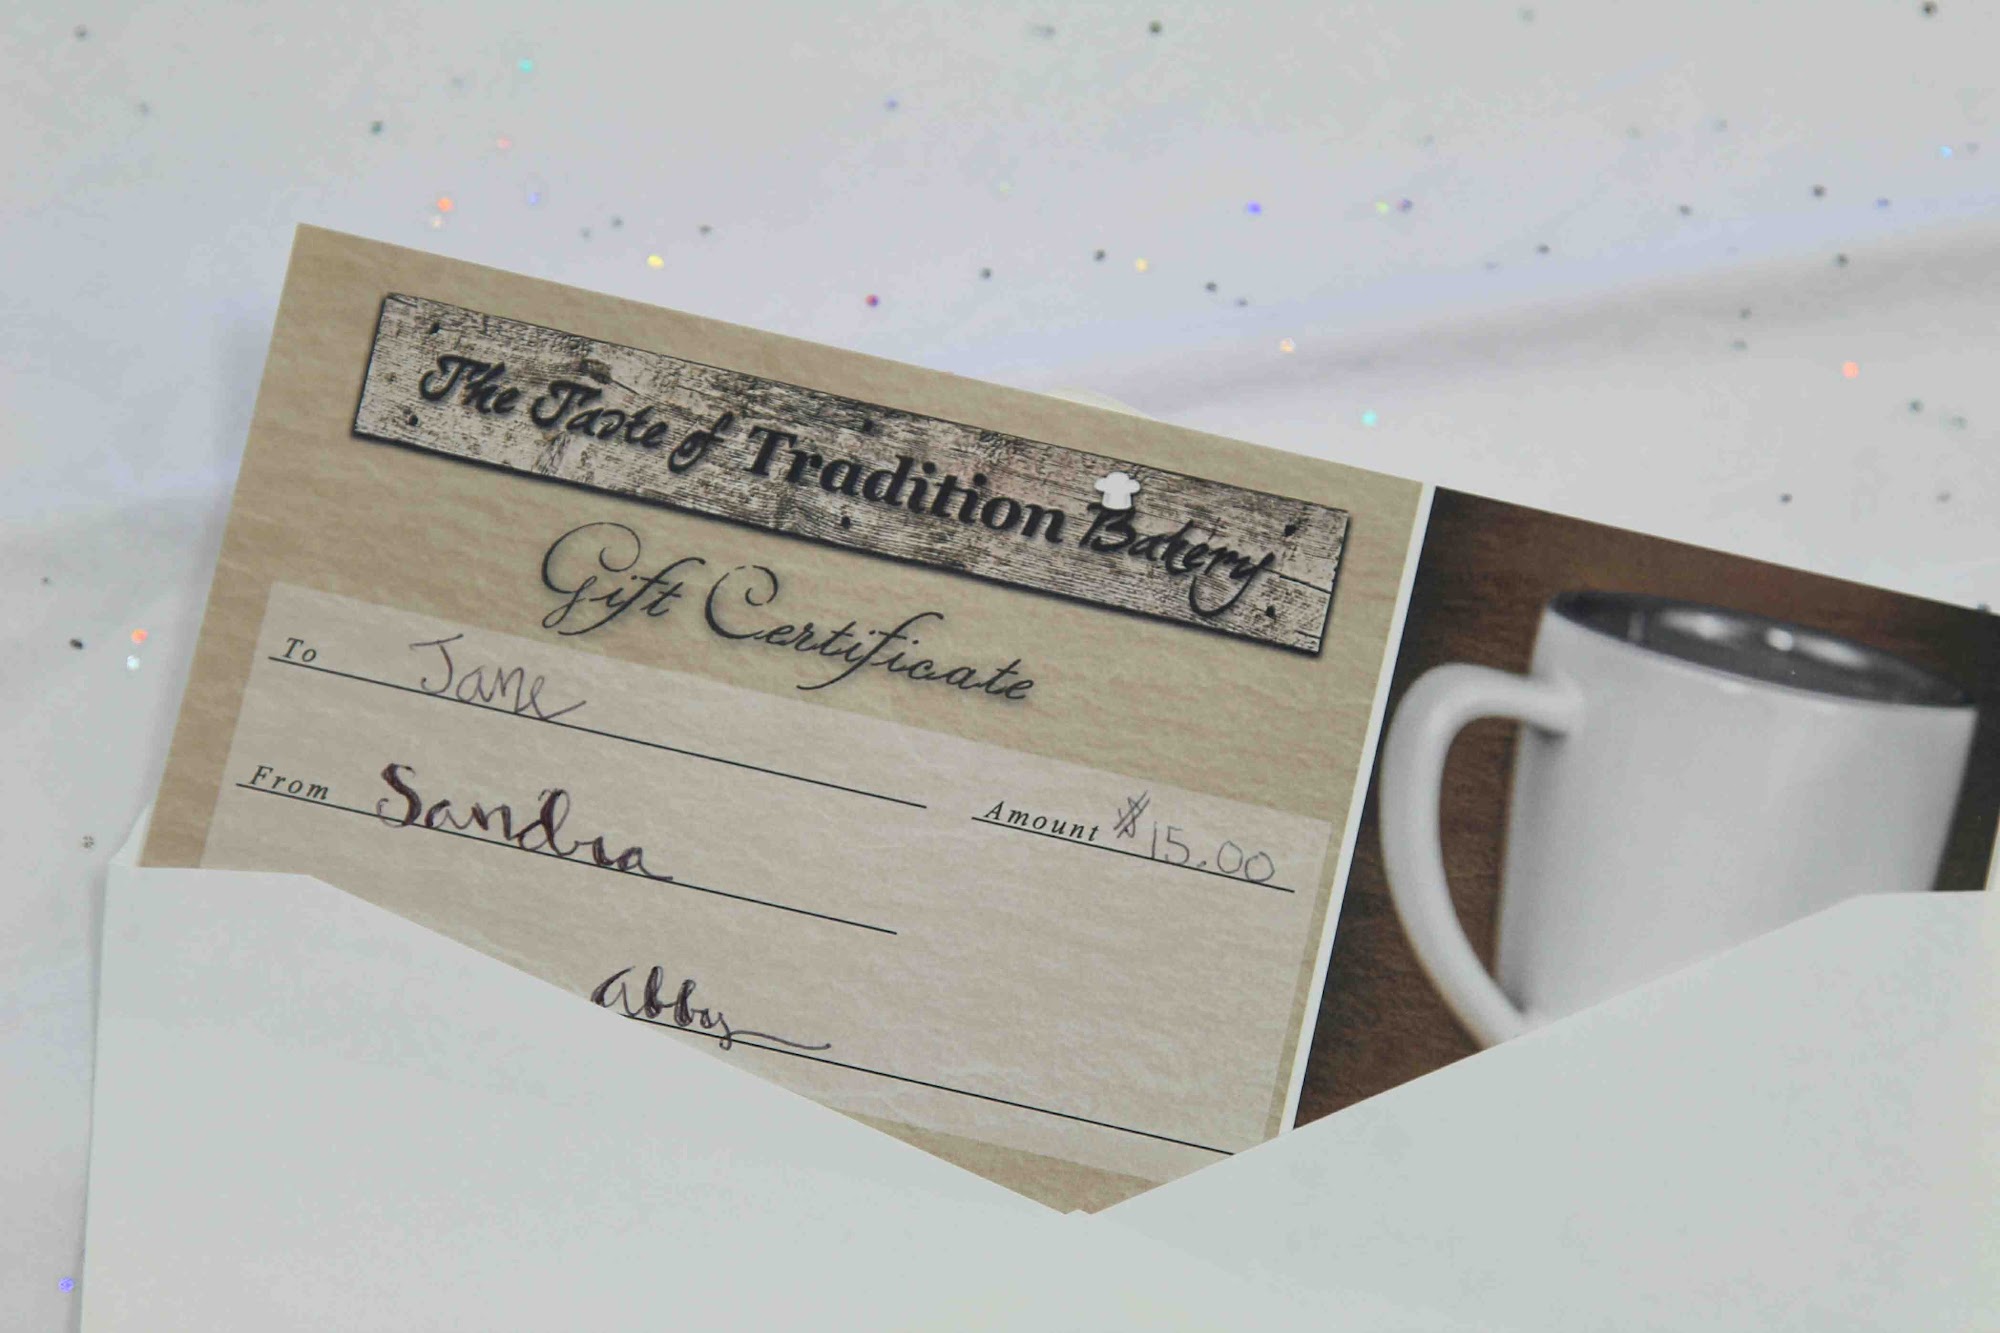 The Taste of Tradition Bakery
Gift Certificate
To Jane
Amount $15.00
From Sandra
abby